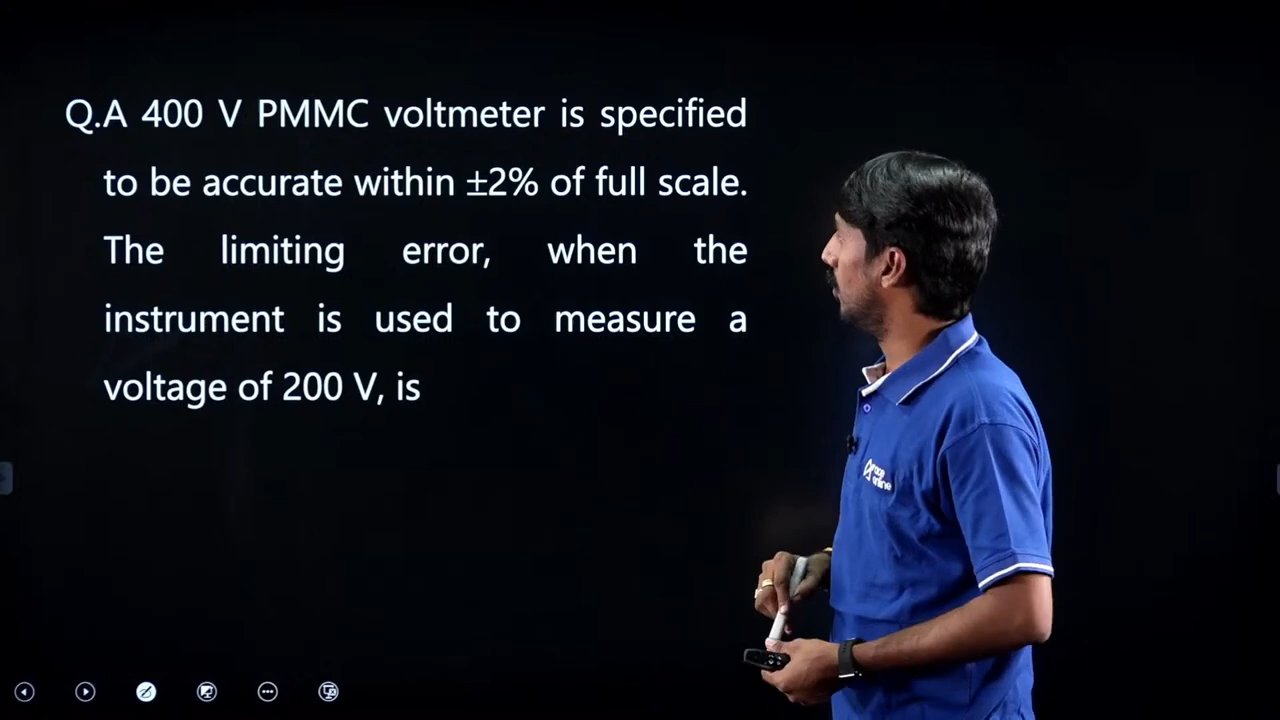 Q.A 400 V PMMC voltmeter is specified
to be accurate within ±2% of full scale.
The limiting error, when the
instrument is used to measure a
voltage of 200 V, is